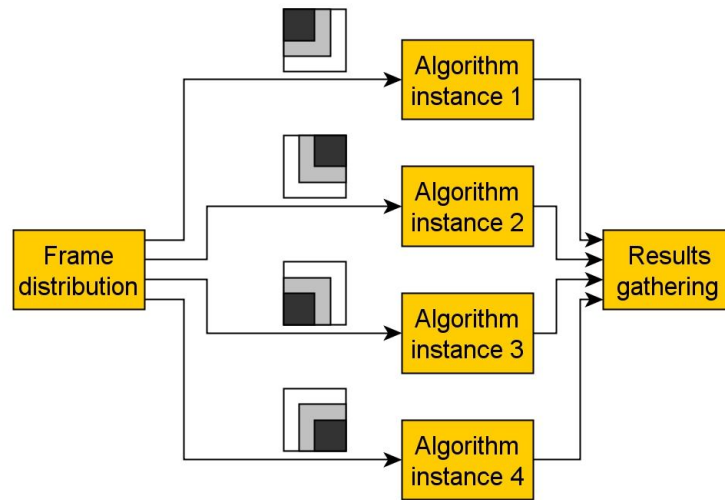 Algorithm
instance 1
Algorithm
instance 2
Frame
distribution
Results
gathering
Algorithm
instance 3
Algorithm
instance 4